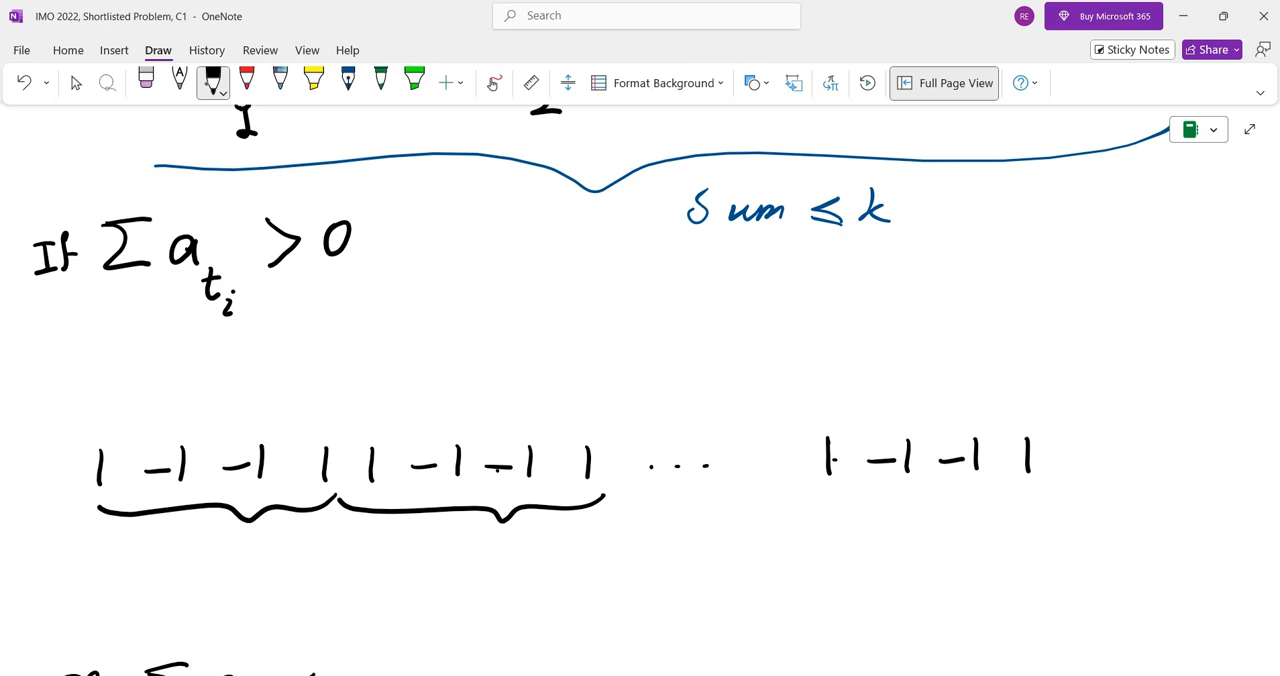 IMO 2022, Shortlisted Problem, C1 - OneNote
Search
RE
Buy Microsoft 365
File Home Insert Draw History Review View Help
Sticky Notes
Share
Format Background
Full Page View
Sum ≤ k
If Σ a_{t_i} > 0
1 -1 -1 1 1 -1 -1 1 ... 1 -1 -1 1